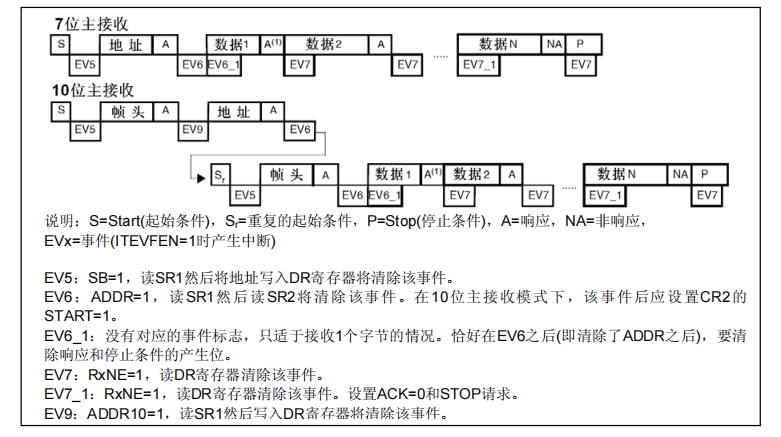 7位主接收
S 地址 A 数据1 A(1) 数据2 A ..... 数据N NA P
EV5 EV6 EV6_1 EV7 EV7 EV7_1 EV7
10位主接收
S 帧头 A 地址 A
EV5 EV9 EV6
Sr 帧头 A 数据1 A(1) 数据2 A ..... 数据N NA P
EV5 EV6 EV6_1 EV7 EV7 EV7_1 EV7
说明：S=Start(起始条件)，Sr=重复的起始条件，P=Stop(停止条件)，A=响应，NA=非响应，
EVx=事件(ITEVFEN=1时产生中断)
EV5：SB=1，读SR1然后将地址写入DR寄存器将清除该事件。
EV6：ADDR=1，读SR1然后读SR2将清除该事件。在10位主接收模式下，该事件后应设置CR2的
START=1。
EV6_1：没有对应的事件标志，只适于接收1个字节的情况。恰好在EV6之后(即清除了ADDR之后)，要清
除响应和停止条件的产生位。
EV7：RxNE=1，读DR寄存器清除该事件。
EV7_1：RxNE=1，读DR寄存器清除该事件。设置ACK=0和STOP请求。
EV9：ADDR10=1，读SR1然后写入DR寄存器将清除该事件。